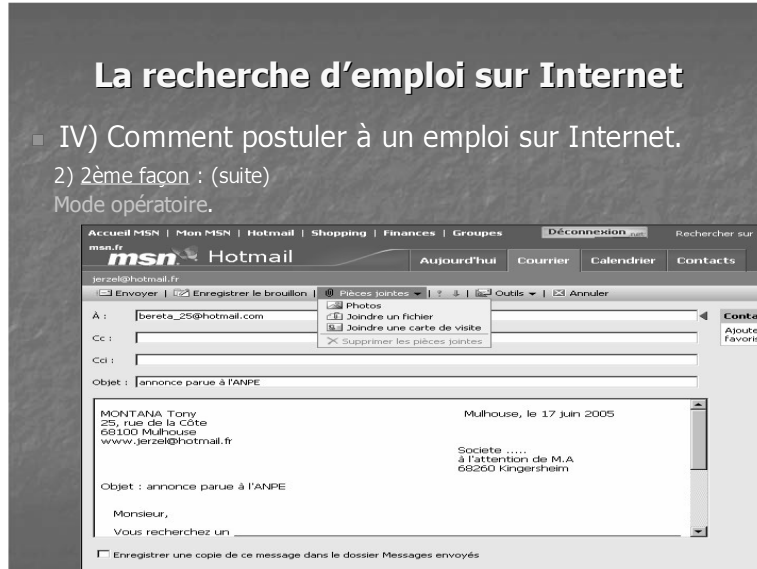 La recherche d'emploi sur Internet
IV) Comment postuler à un emploi sur Internet.
2) 2ème façon : (suite)
Mode opératoire.
Accueil MSN | Mon MSN | Hotmail | Shopping | Finances | Groupes Déconnexion .net Rechercher sur
msn.fr
msn Hotmail Aujourd'hui Courrier Calendrier Contacts
jerzel@hotmail.fr
Envoyer | Enregistrer le brouillon | Pièces jointes | Outils | Annuler
Photos
Joindre un fichier
Joindre une carte de visite
Supprimer les pièces jointes
À : bereta_25@hotmail.com
Cc :
Cci :
Objet : annonce parue à l'ANPE
Conta
Ajoute
favoris
MONTANA Tony Mulhouse, le 17 juin 2005
25, rue de la Côte
68100 Mulhouse
www.jerzel@hotmail.fr
Societe .....
à l'attention de M.A
68260 Kingersheim
Objet : annonce parue à l'ANPE
Monsieur,
Vous recherchez un _______________
Enregistrer une copie de ce message dans le dossier Messages envoyés